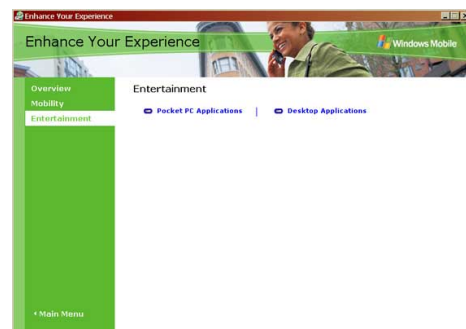 Enhance Your Experience
Enhance Your Experience
Windows Mobile
Overview
Mobility
Entertainment
Entertainment
Pocket PC Applications | Desktop Applications
Main Menu